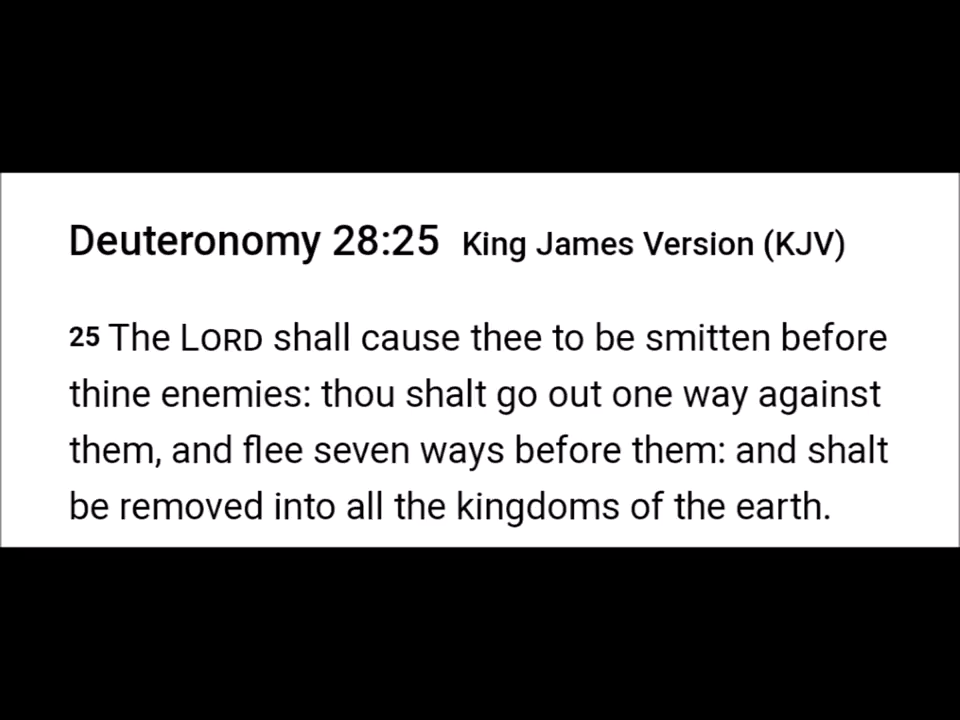 Deuteronomy 28:25 King James Version (KJV)
25 The LORD shall cause thee to be smitten before
thine enemies: thou shalt go out one way against
them, and flee seven ways before them: and shalt
be removed into all the kingdoms of the earth.